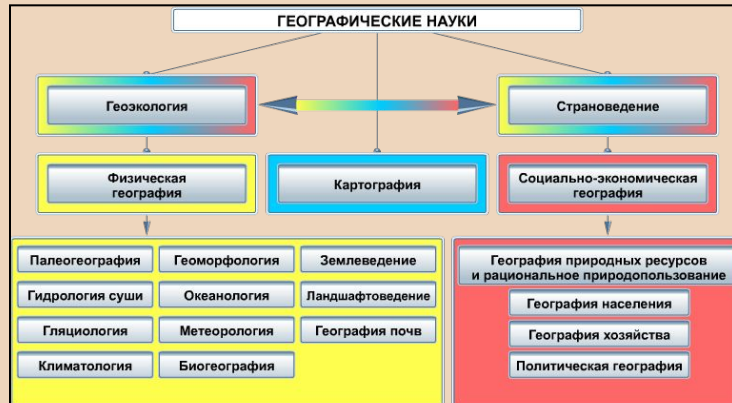 ГЕОГРАФИЧЕСКИЕ НАУКИ
Геоэкология
Страноведение
Физическая
география
Картография
Социально-экономическая
география
Палеогеография
Геоморфология
Землеведение
Гидрология суши
Океанология
Ландшафтоведение
Гляциология
Метеорология
География почв
Климатология
Биогеография
География природных ресурсов
и рациональное природопользование
География населения
География хозяйства
Политическая география